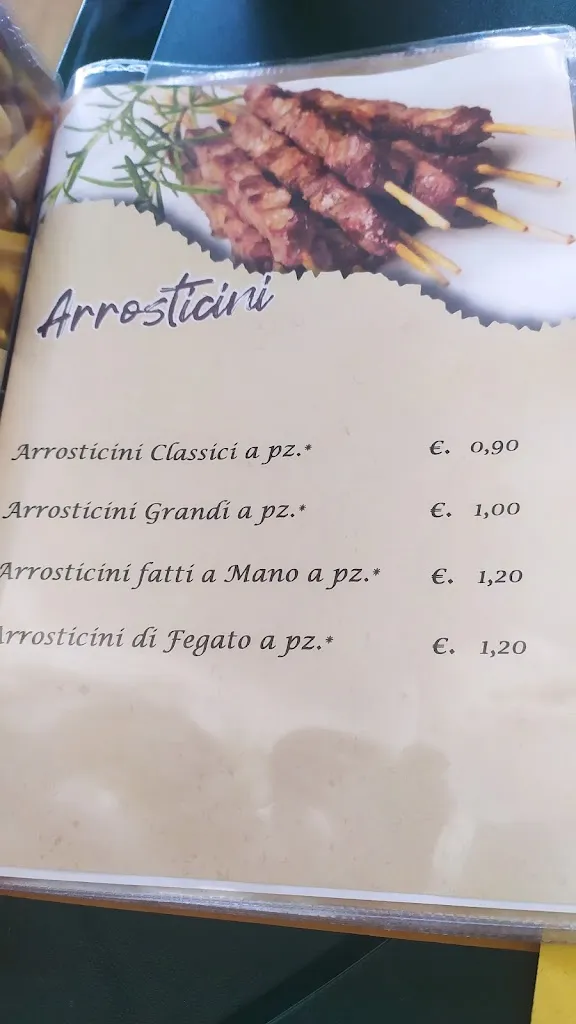 Arrosticini
Arrosticini Classici a pz.* €. 0,90
Arrosticini Grandi a pz.* €. 1,00
Arrosticini fatti a Mano a pz.* €. 1,20
Arrosticini di Fegato a pz.* €. 1,20